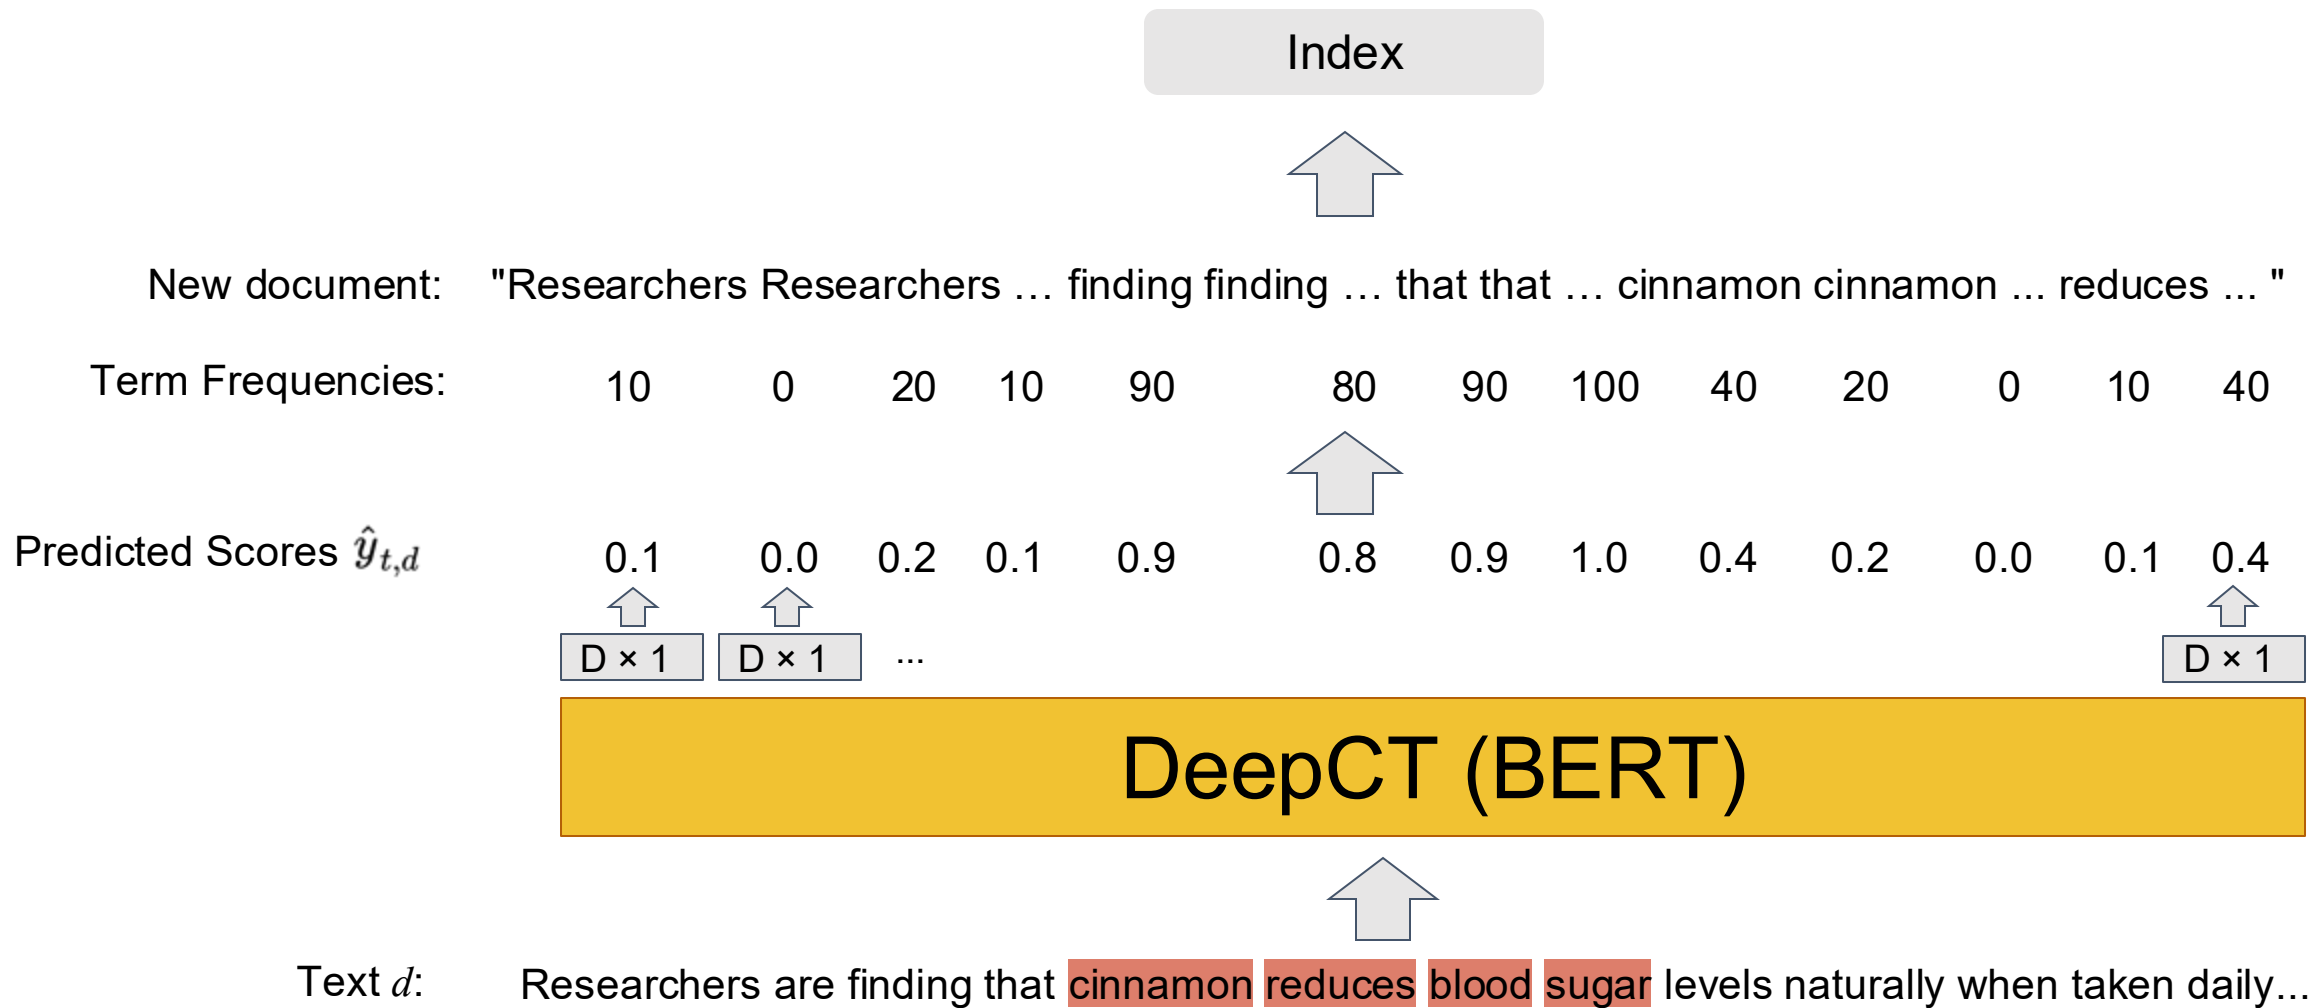 Index
New document: "Researchers Researchers … finding finding … that that … cinnamon cinnamon ... reduces ... "
Term Frequencies: 10 0 20 10 90 80 90 100 40 20 0 10 40
Predicted Scores ŷt,d 0.1 0.0 0.2 0.1 0.9 0.8 0.9 1.0 0.4 0.2 0.0 0.1 0.4
D × 1 D × 1 ... D × 1
DeepCT (BERT)
Text d: Researchers are finding that cinnamon reduces blood sugar levels naturally when taken daily...